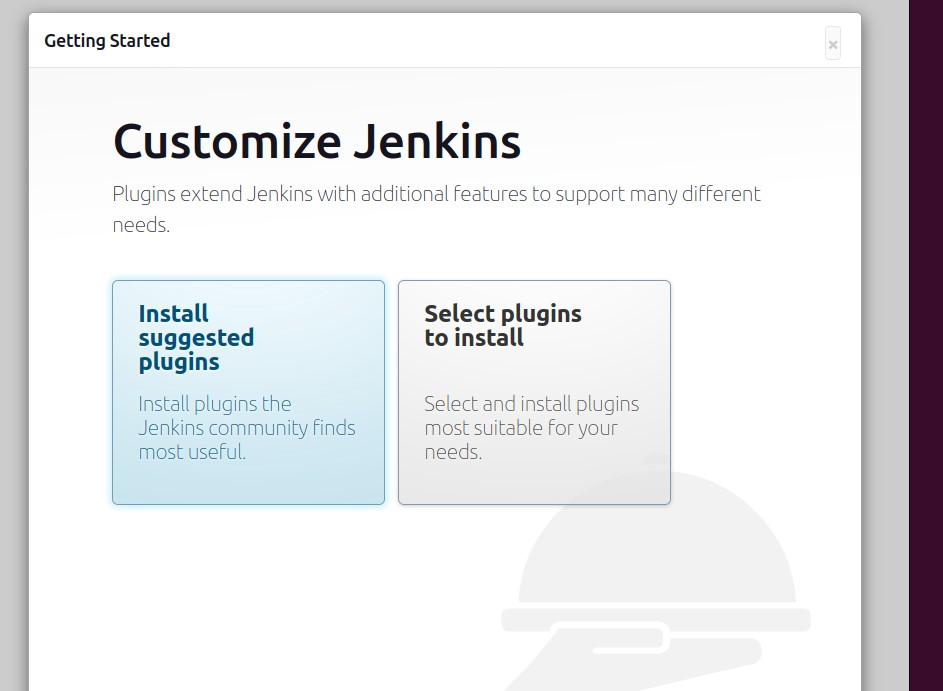 Getting Started
×
Customize Jenkins
Plugins extend Jenkins with additional features to support many different
needs.
Install
suggested
plugins
Install plugins the
Jenkins community finds
most useful.
Select plugins
to install
Select and install plugins
most suitable for your
needs.